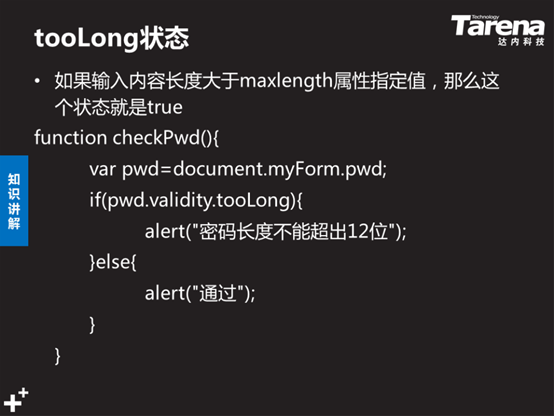 tooLong状态
Technology
Tarena
达内科技
• 如果输入内容长度大于maxlength属性指定值，那么这
个状态就是true
function checkPwd(){
var pwd=document.myForm.pwd;
if(pwd.validity.tooLong){
alert("密码长度不能超出12位");
}else{
alert("通过");
}
}
知识讲解